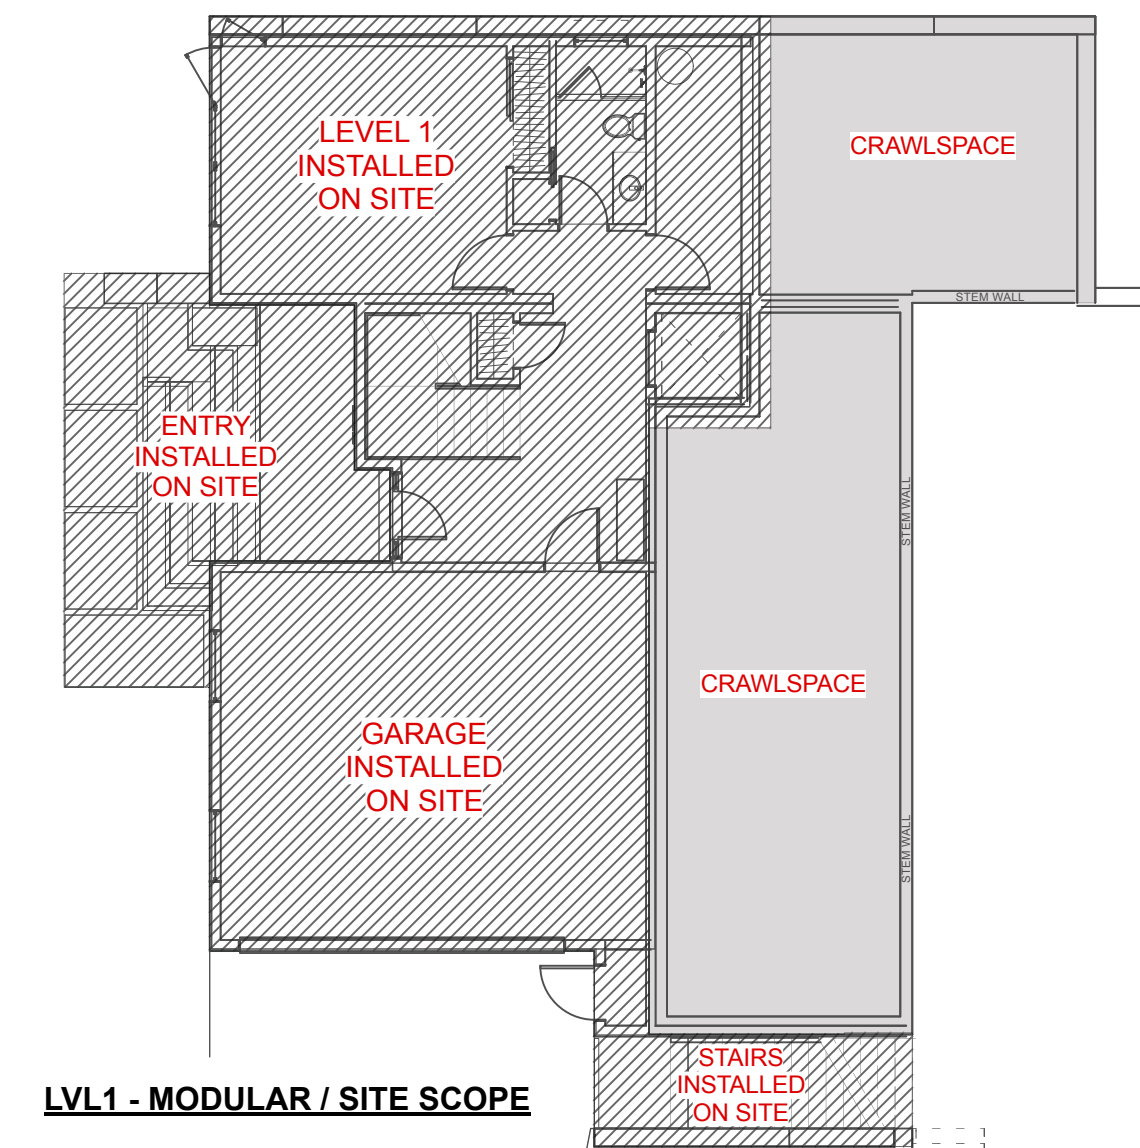 LEVEL 1
INSTALLED
ON SITE
CRAWLSPACE
STEM WALL
ENTRY
INSTALLED
ON SITE
STEM WALL
CRAWLSPACE
GARAGE
INSTALLED
ON SITE
STEM WALL
STAIRS
INSTALLED
ON SITE
LVL1 - MODULAR / SITE SCOPE